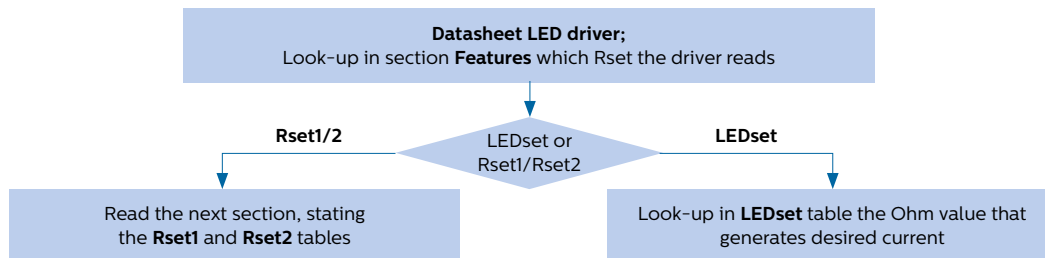 Datasheet LED driver;
Look-up in section Features which Rset the driver reads
Rset1/2
LEDset or
Rset1/Rset2
LEDset
Read the next section, stating
the Rset1 and Rset2 tables
Look-up in LEDset table the Ohm value that
generates desired current